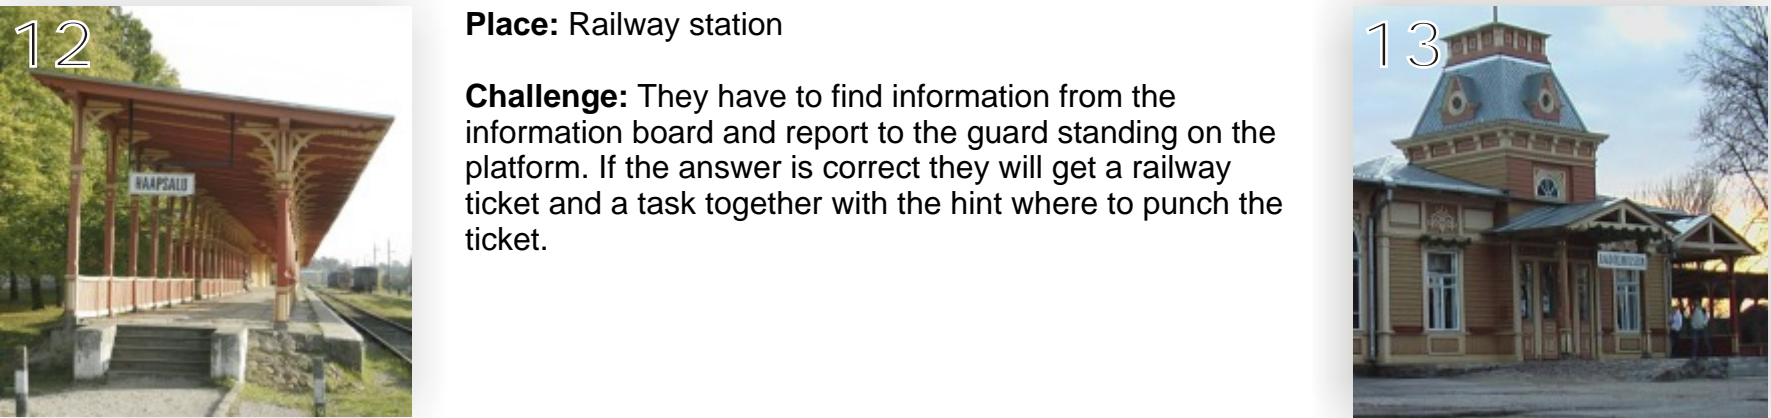 12
HAAPSALU
Place: Railway station
Challenge: They have to find information from the
information board and report to the guard standing on the
platform. If the answer is correct they will get a railway
ticket and a task together with the hint where to punch the
ticket.
13